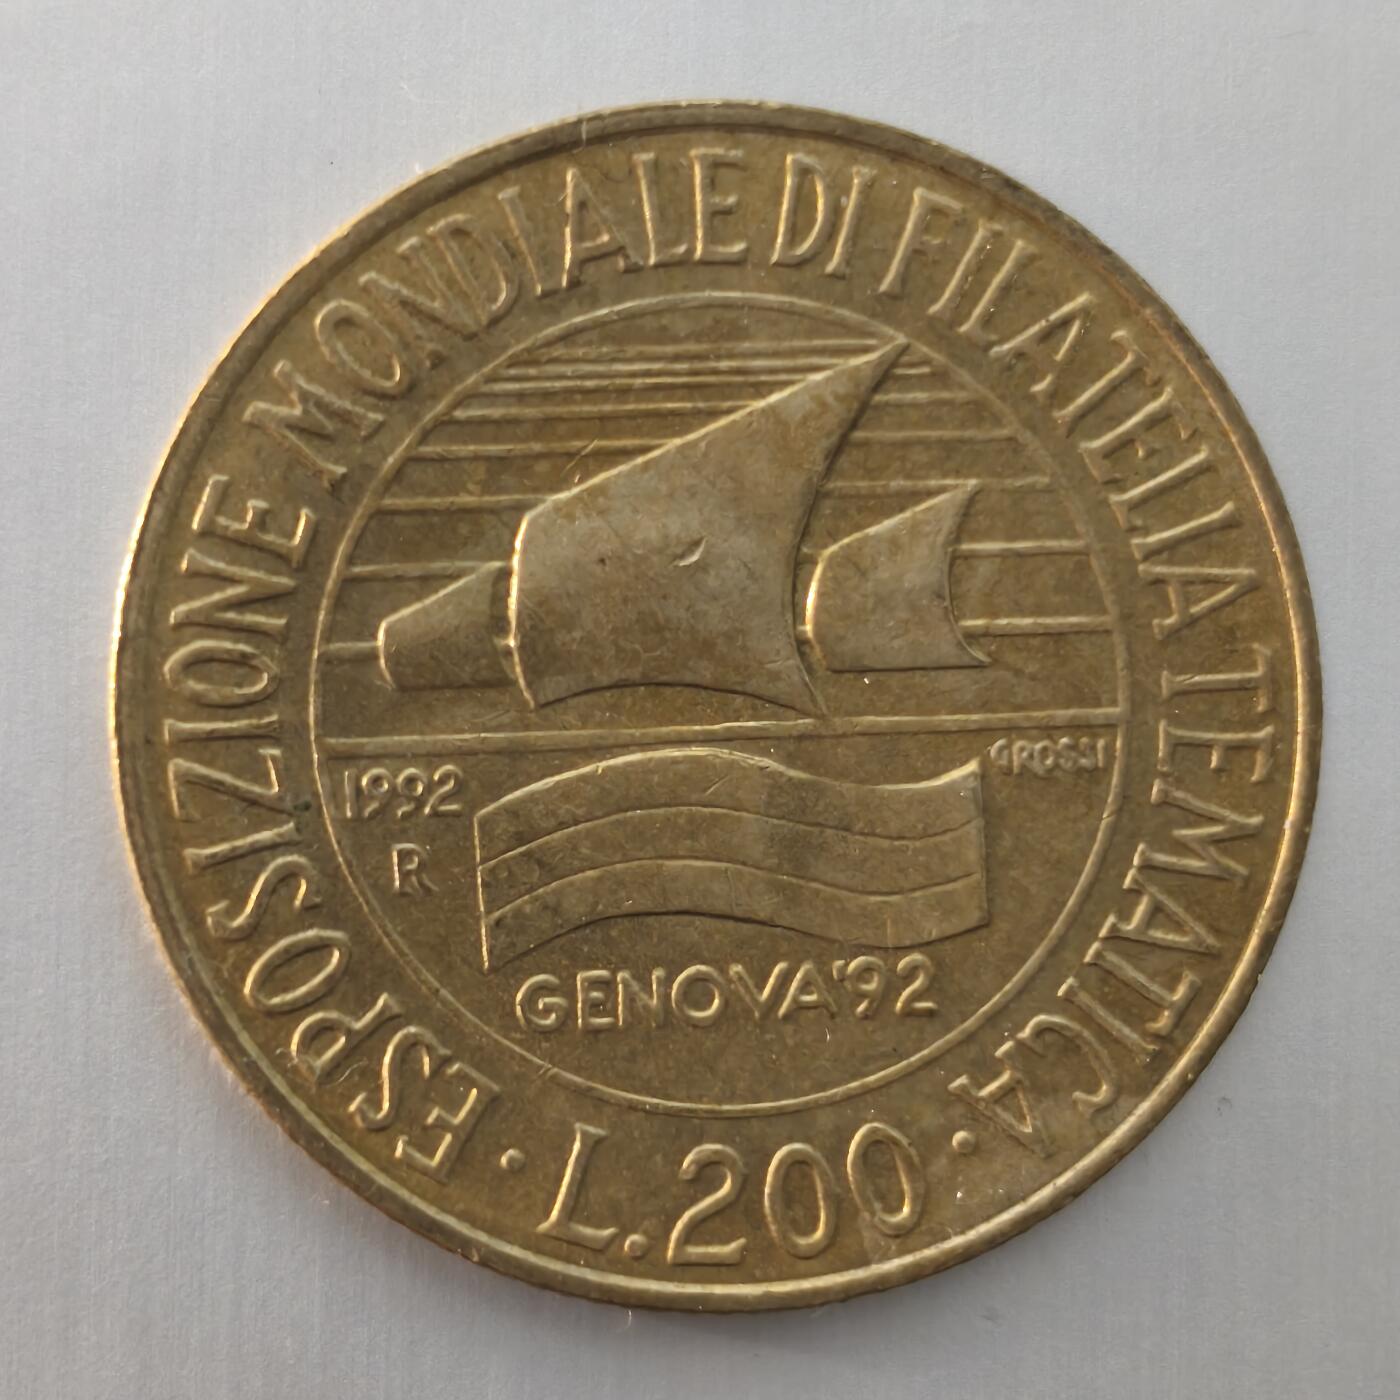 ESPOSIZIONE MONDIALE DI FILATELIA TEMATICA
GROSSI
1992
R
GENOVA '92
· L.200 ·